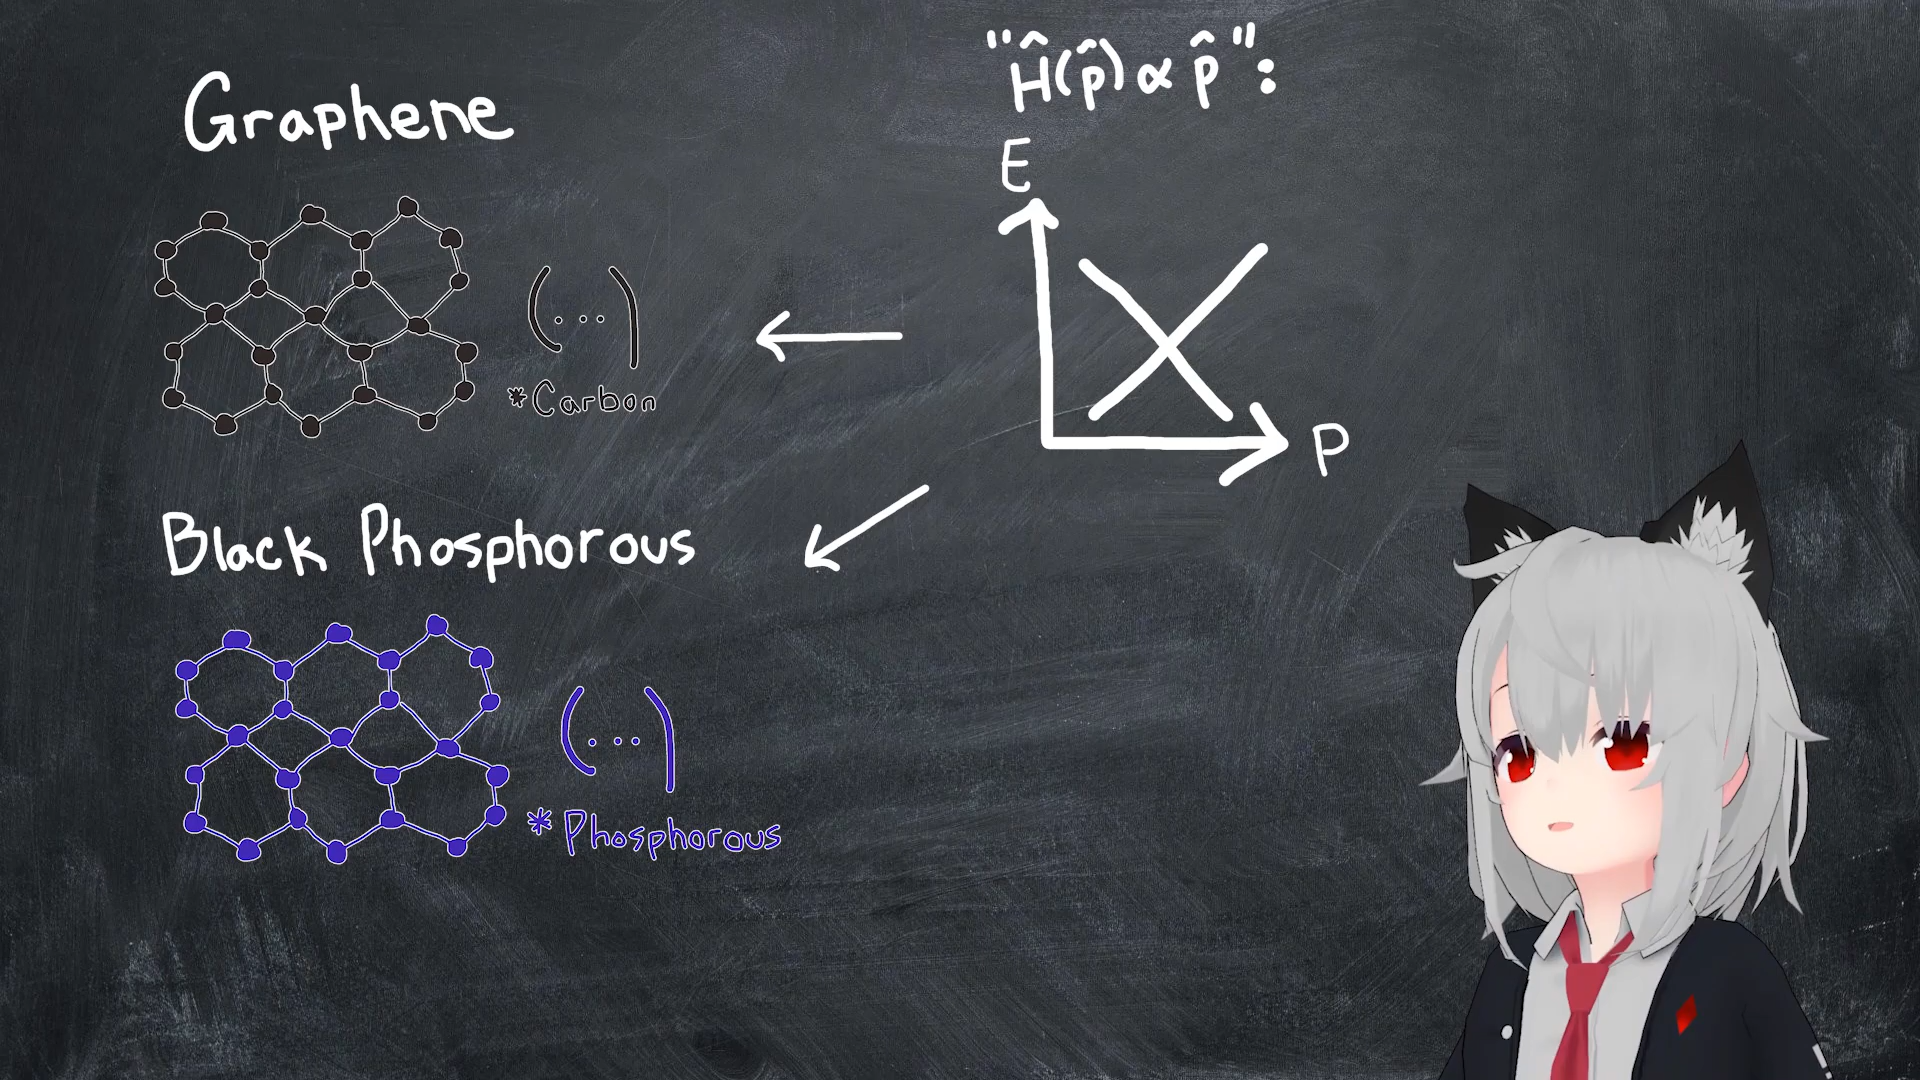 Graphene
(...)
*Carbon
Black Phosphorous
(...)
*Phosphorous
"Ĥ(p̂) ∝ p̂":
E
P